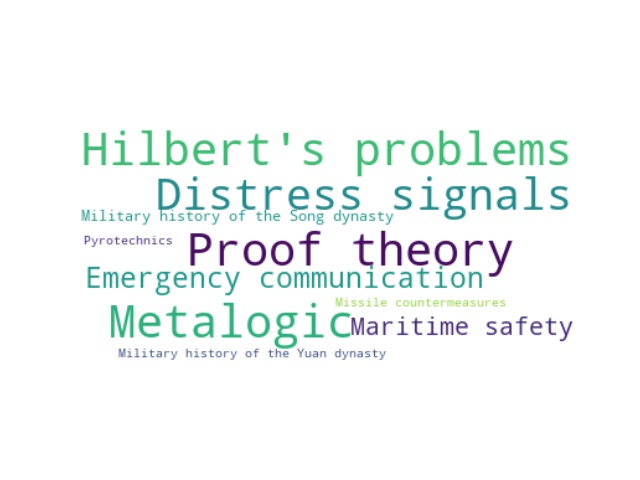 Hilbert's problems
Distress signals
Military history of the Song dynasty
Pyrotechnics
Proof theory
Emergency communication
Missile countermeasures
Metalogic
Maritime safety
Military history of the Yuan dynasty